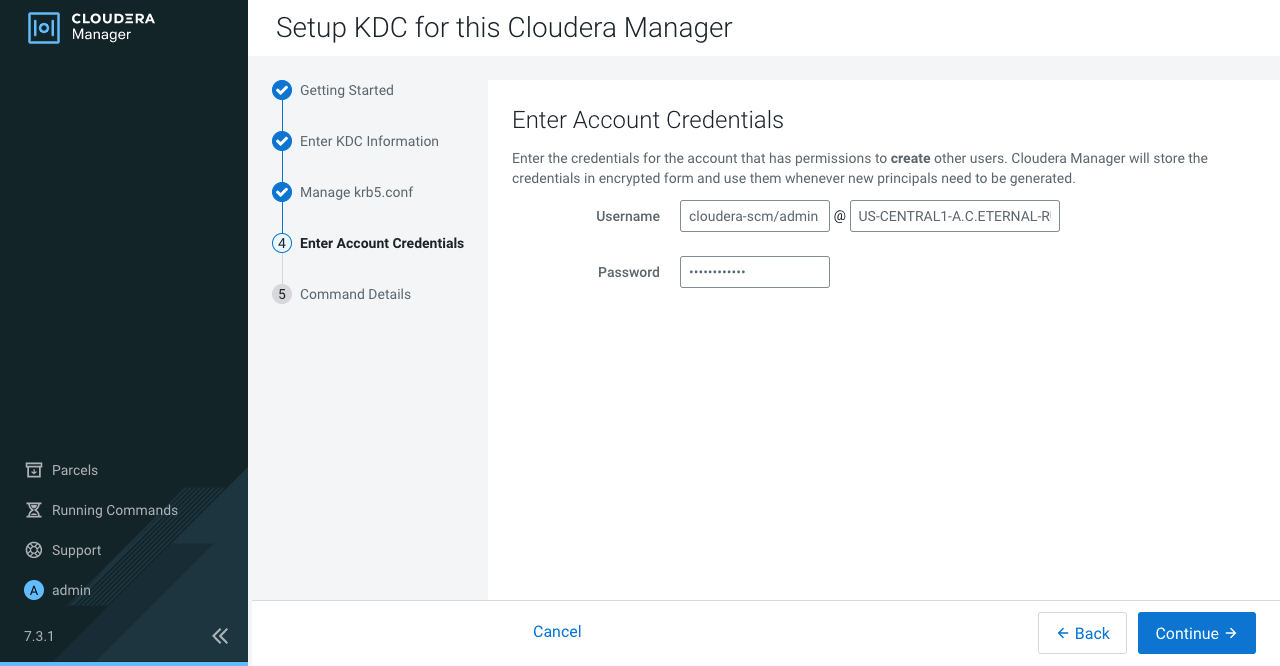 CLOUDERA
Manager
Setup KDC for this Cloudera Manager
Getting Started
Enter KDC Information
Manage krb5.conf
4 Enter Account Credentials
5 Command Details
Enter Account Credentials
Enter the credentials for the account that has permissions to create other users. Cloudera Manager will store the
credentials in encrypted form and use them whenever new principals need to be generated.
Username cloudera-scm/admin @ US-CENTRAL1-A.C.ETERNAL-R
Password ••••••••••••
Parcels
Running Commands
Support
A admin
7.3.1
Cancel
Back
Continue